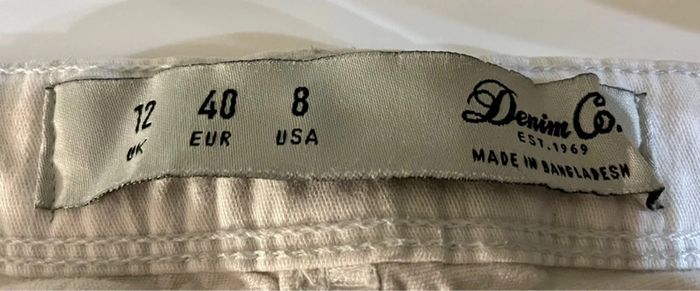 12 40 8
UK EUR USA
Denim Co.
EST. 1969
MADE IN BANGLADESH